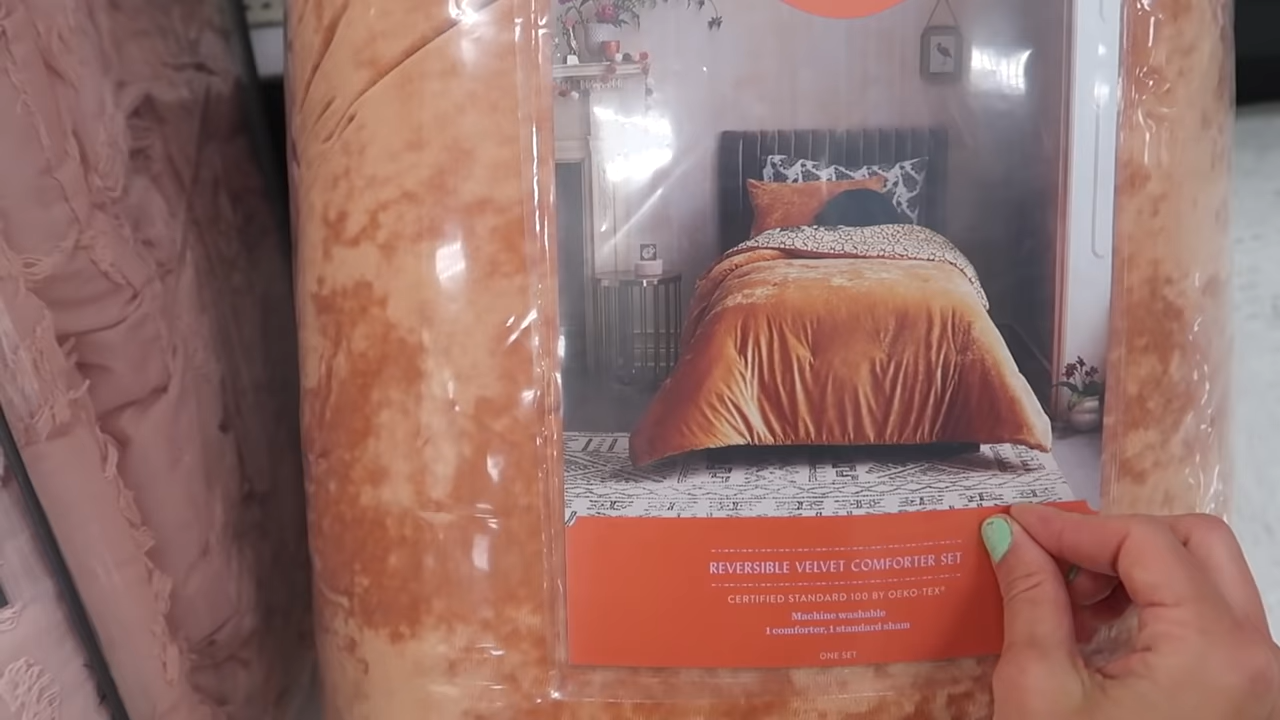 REVERSIBLE VELVET COMFORTER SET
CERTIFIED STANDARD 100 BY OEKO-TEX®
Machine washable
1 comforter, 1 standard sham
ONE SET